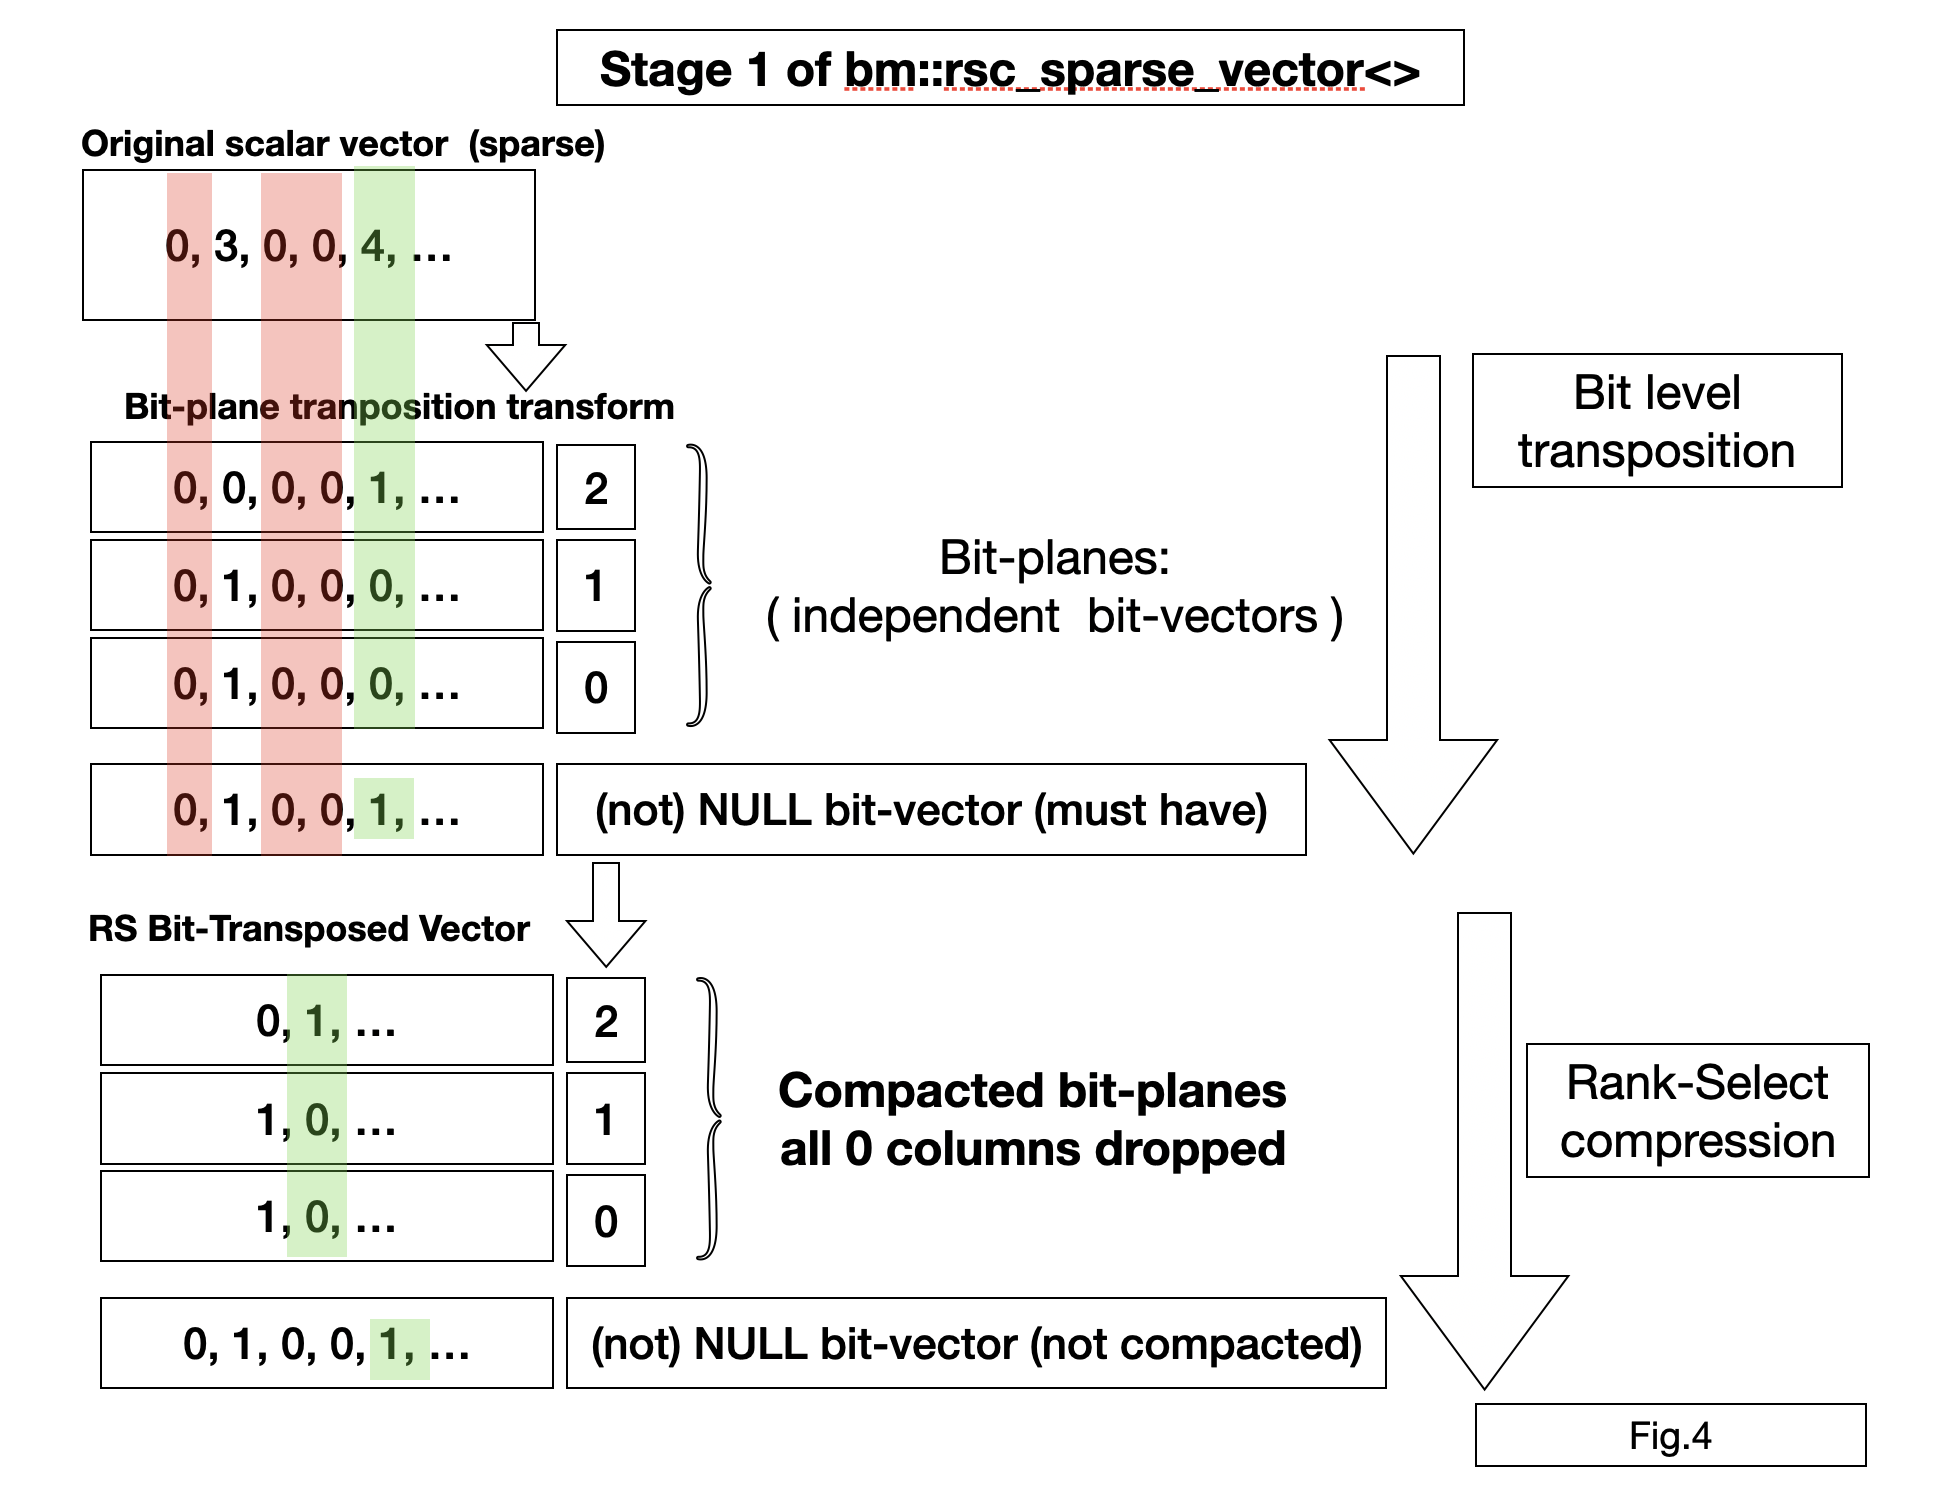 Stage 1 of bm::rsc_sparse_vector<>
Original scalar vector  (sparse)
0, 3, 0, 0, 4, ...
Bit-plane tranposition transform
0, 0, 0, 0, 1, ...
2
0, 1, 0, 0, 0, ...
1
0, 1, 0, 0, 0, ...
0
Bit-planes:
( independent  bit-vectors )
Bit level
transposition
0, 1, 0, 0, 1, ...
(not) NULL bit-vector (must have)
RS Bit-Transposed Vector
0, 1, ...
2
1, 0, ...
1
1, 0, ...
0
Compacted bit-planes
all 0 columns dropped
Rank-Select
compression
0, 1, 0, 0, 1, ...
(not) NULL bit-vector (not compacted)
Fig.4